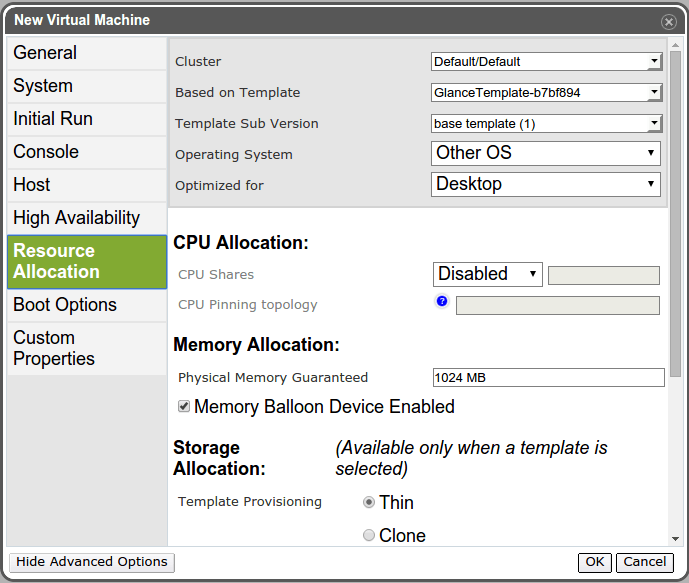 New Virtual Machine
General
System
Initial Run
Console
Host
High Availability
Resource
Allocation
Boot Options
Custom
Properties
Cluster Default/Default
Based on Template GlanceTemplate-b7bf894
Template Sub Version base template (1)
Operating System Other OS
Optimized for Desktop
CPU Allocation:
CPU Shares Disabled
CPU Pinning topology ?
Memory Allocation:
Physical Memory Guaranteed 1024 MB
Memory Balloon Device Enabled
Storage (Available only when a template is
Allocation: selected)
Template Provisioning Thin
Clone
Hide Advanced Options OK Cancel